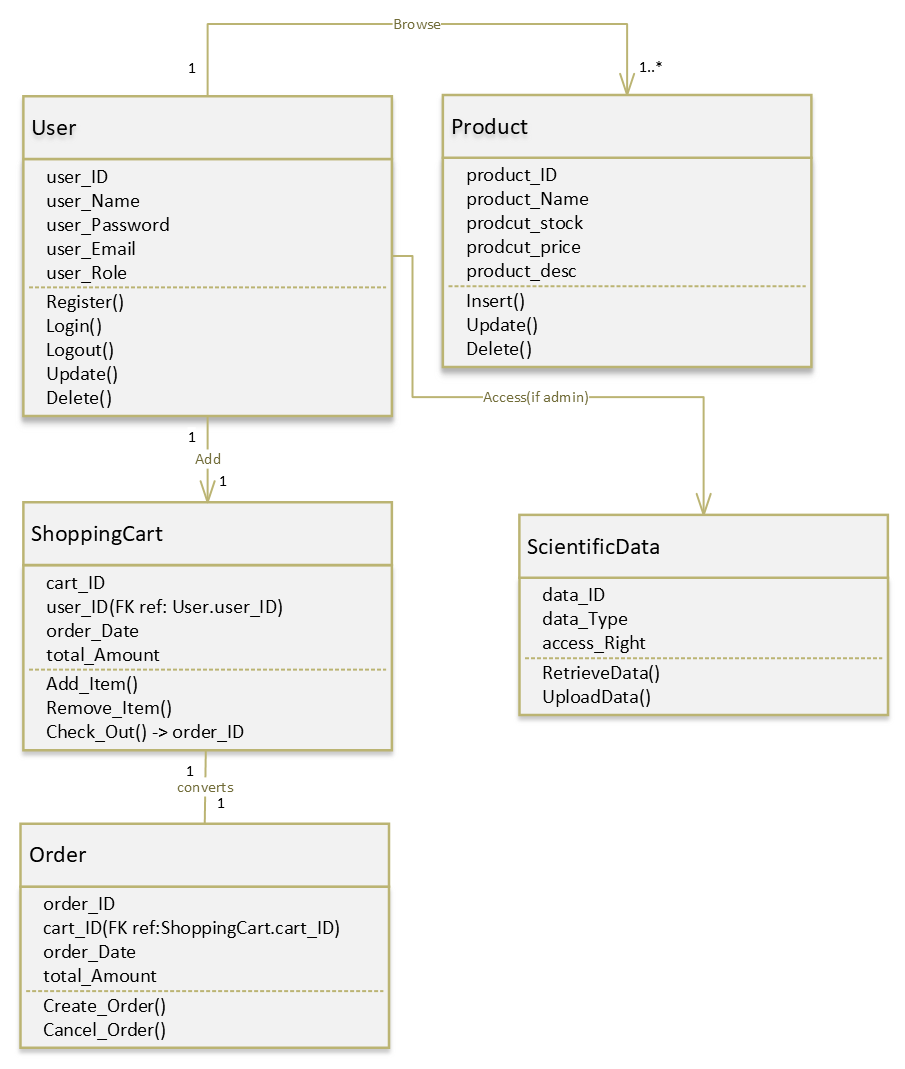 Browse
1
1..*
User
user_ID
user_Name
user_Password
user_Email
user_Role
Register()
Login()
Logout()
Update()
Delete()
Product
product_ID
product_Name
prodcut_stock
prodcut_price
product_desc
Insert()
Update()
Delete()
Access(if admin)
1
Add
1
ShoppingCart
cart_ID
user_ID(FK ref: User.user_ID)
order_Date
total_Amount
Add_Item()
Remove_Item()
Check_Out() -> order_ID
ScientificData
data_ID
data_Type
access_Right
RetrieveData()
UploadData()
1
converts
1
Order
order_ID
cart_ID(FK ref:ShoppingCart.cart_ID)
order_Date
total_Amount
Create_Order()
Cancel_Order()